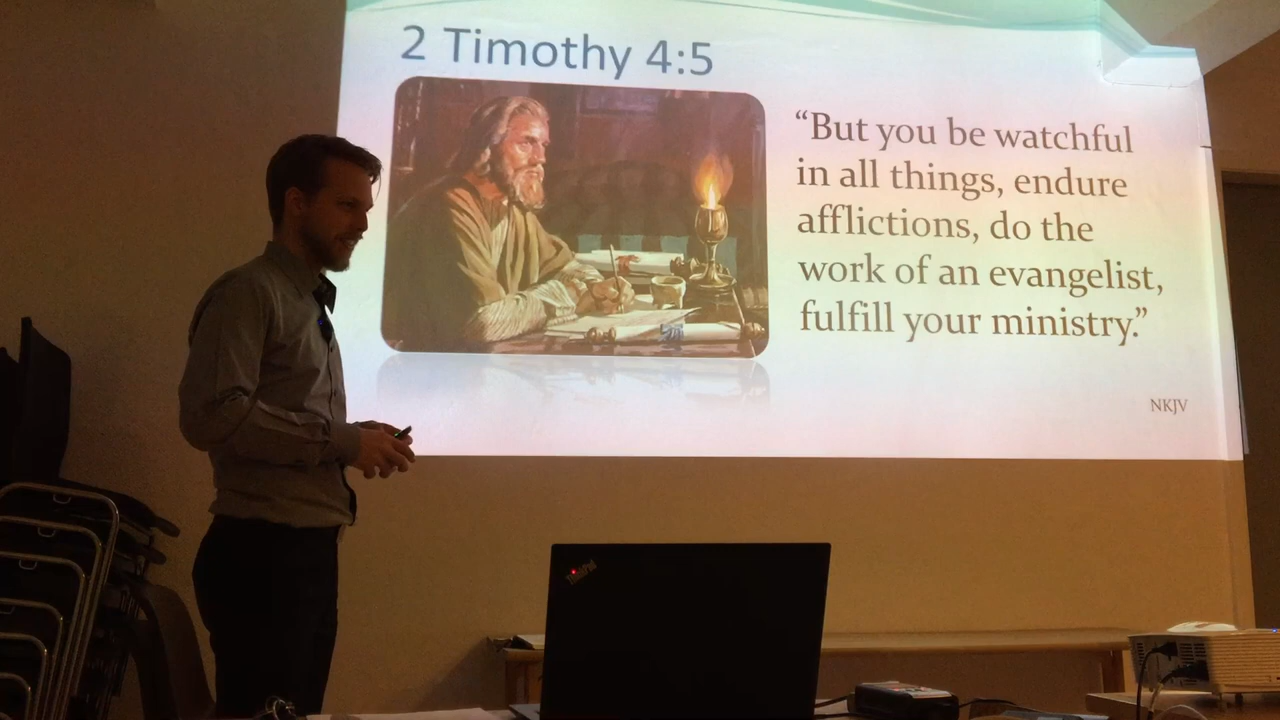 2 Timothy 4:5
“But you be watchful
in all things, endure
afflictions, do the
work of an evangelist,
fulfill your ministry.”
NKJV
ThinkPad